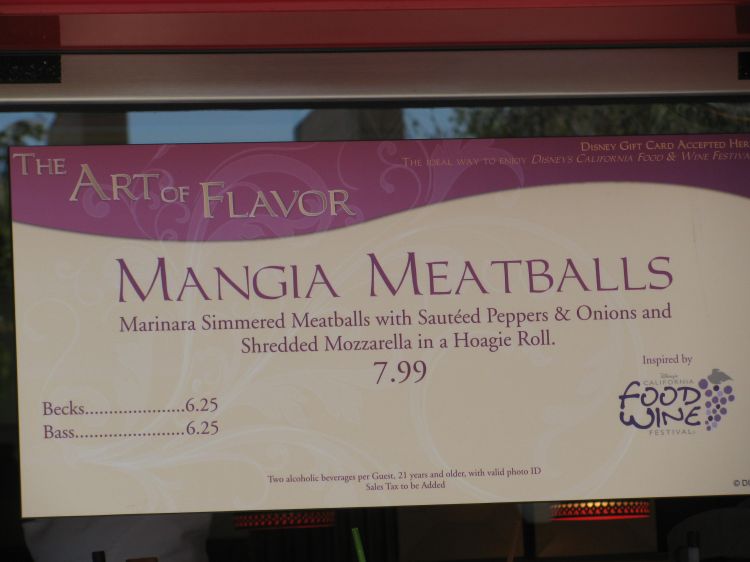 THE ART OF FLAVOR
DISNEY GIFT CARD ACCEPTED HER
THE IDEAL WAY TO ENJOY DISNEY'S CALIFORNIA FOOD & WINE FESTIVA
MANGIA MEATBALLS
Marinara Simmered Meatballs with Sautéed Peppers & Onions and
Shredded Mozzarella in a Hoagie Roll.
7.99
Inspired by
Disney's
CALIFORNIA
FOOD
WINE
FESTIVAL
Becks.....................6.25
Bass.......................6.25
Two alcoholic beverages per Guest, 21 years and older, with valid photo ID
Sales Tax to be Added
© D